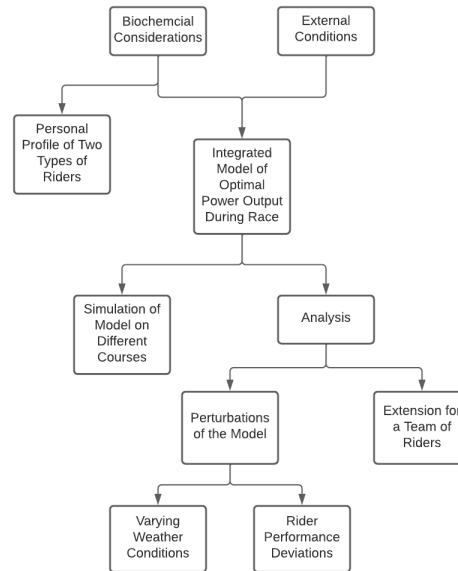 Biochemcial
Considerations
External
Conditions
Personal
Profile of Two
Types of
Riders
Integrated
Model of
Optimal
Power Output
During Race
Simulation of
Model on
Different
Courses
Analysis
Perturbations
of the Model
Extension for
a Team of
Riders
Varying
Weather
Conditions
Rider
Performance
Deviations